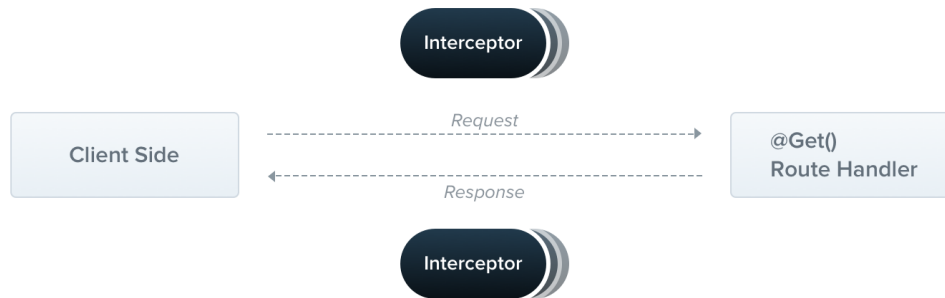 Interceptor
Request
Client Side
@Get()
Route Handler
Response
Interceptor